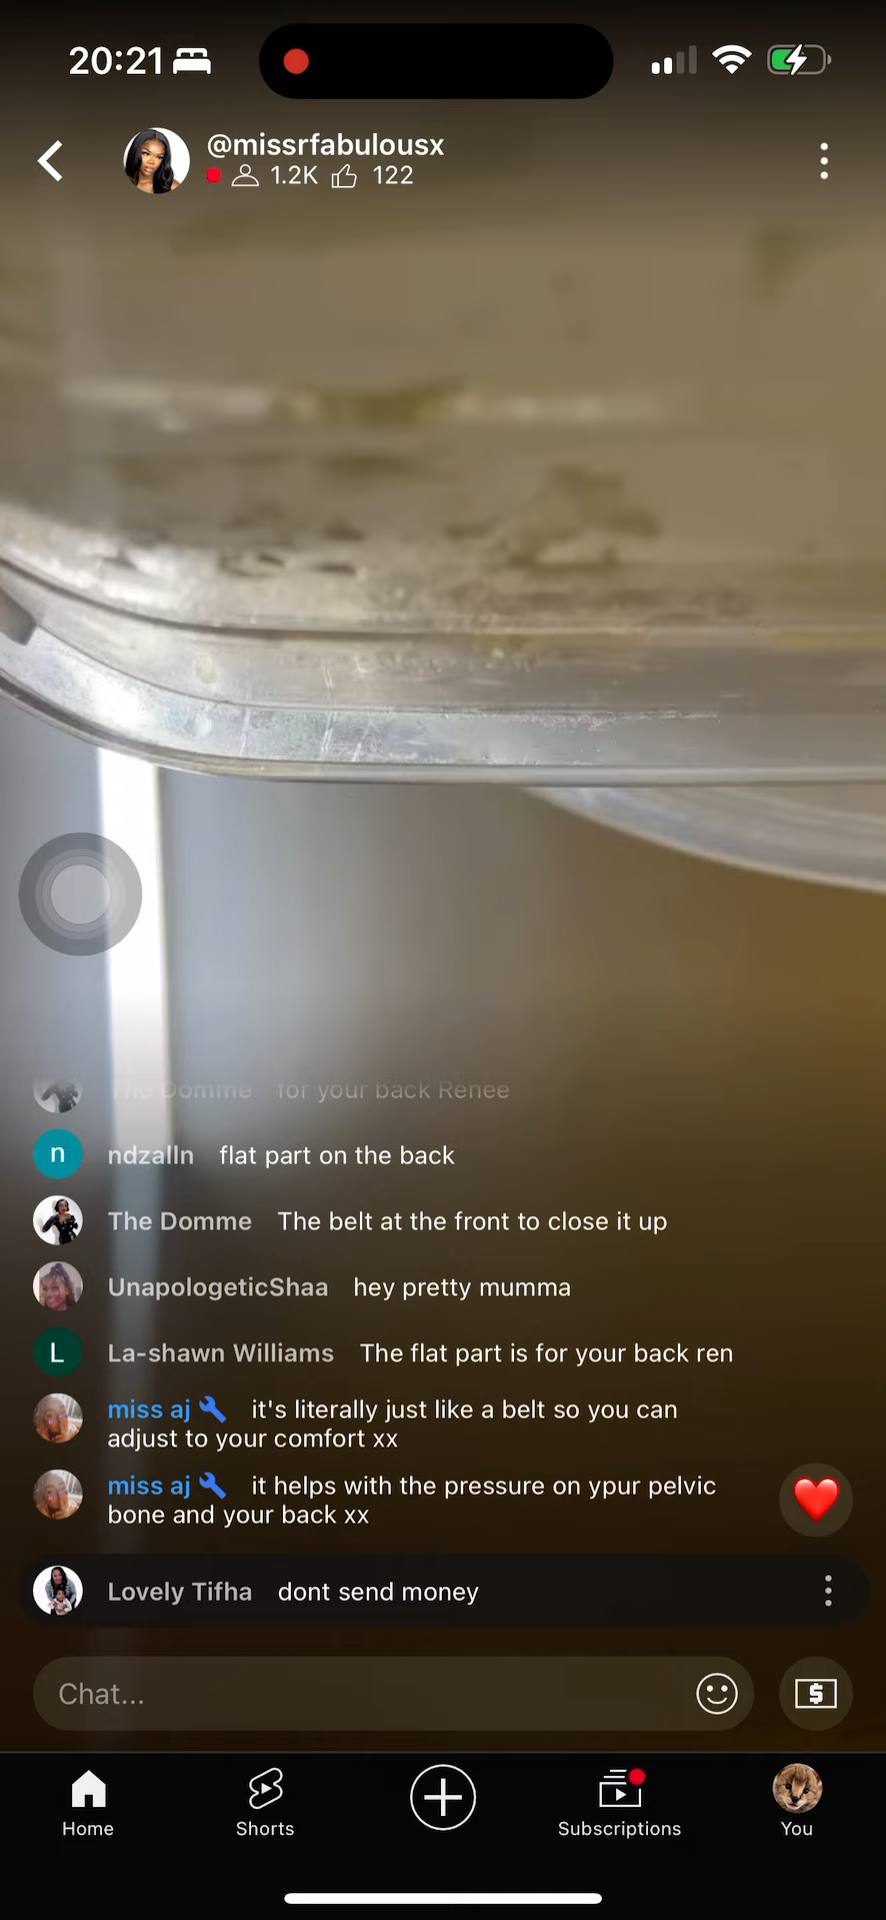 20:21
@missrfabulousx
1.2K 122
The Domme for your back Renee
n ndzalln flat part on the back
The Domme The belt at the front to close it up
UnapologeticShaa hey pretty mumma
L La-shawn Williams The flat part is for your back ren
miss aj it's literally just like a belt so you can
adjust to your comfort xx
miss aj it helps with the pressure on ypur pelvic
bone and your back xx
Lovely Tifha dont send money
Chat...
$
Home Shorts Subscriptions You